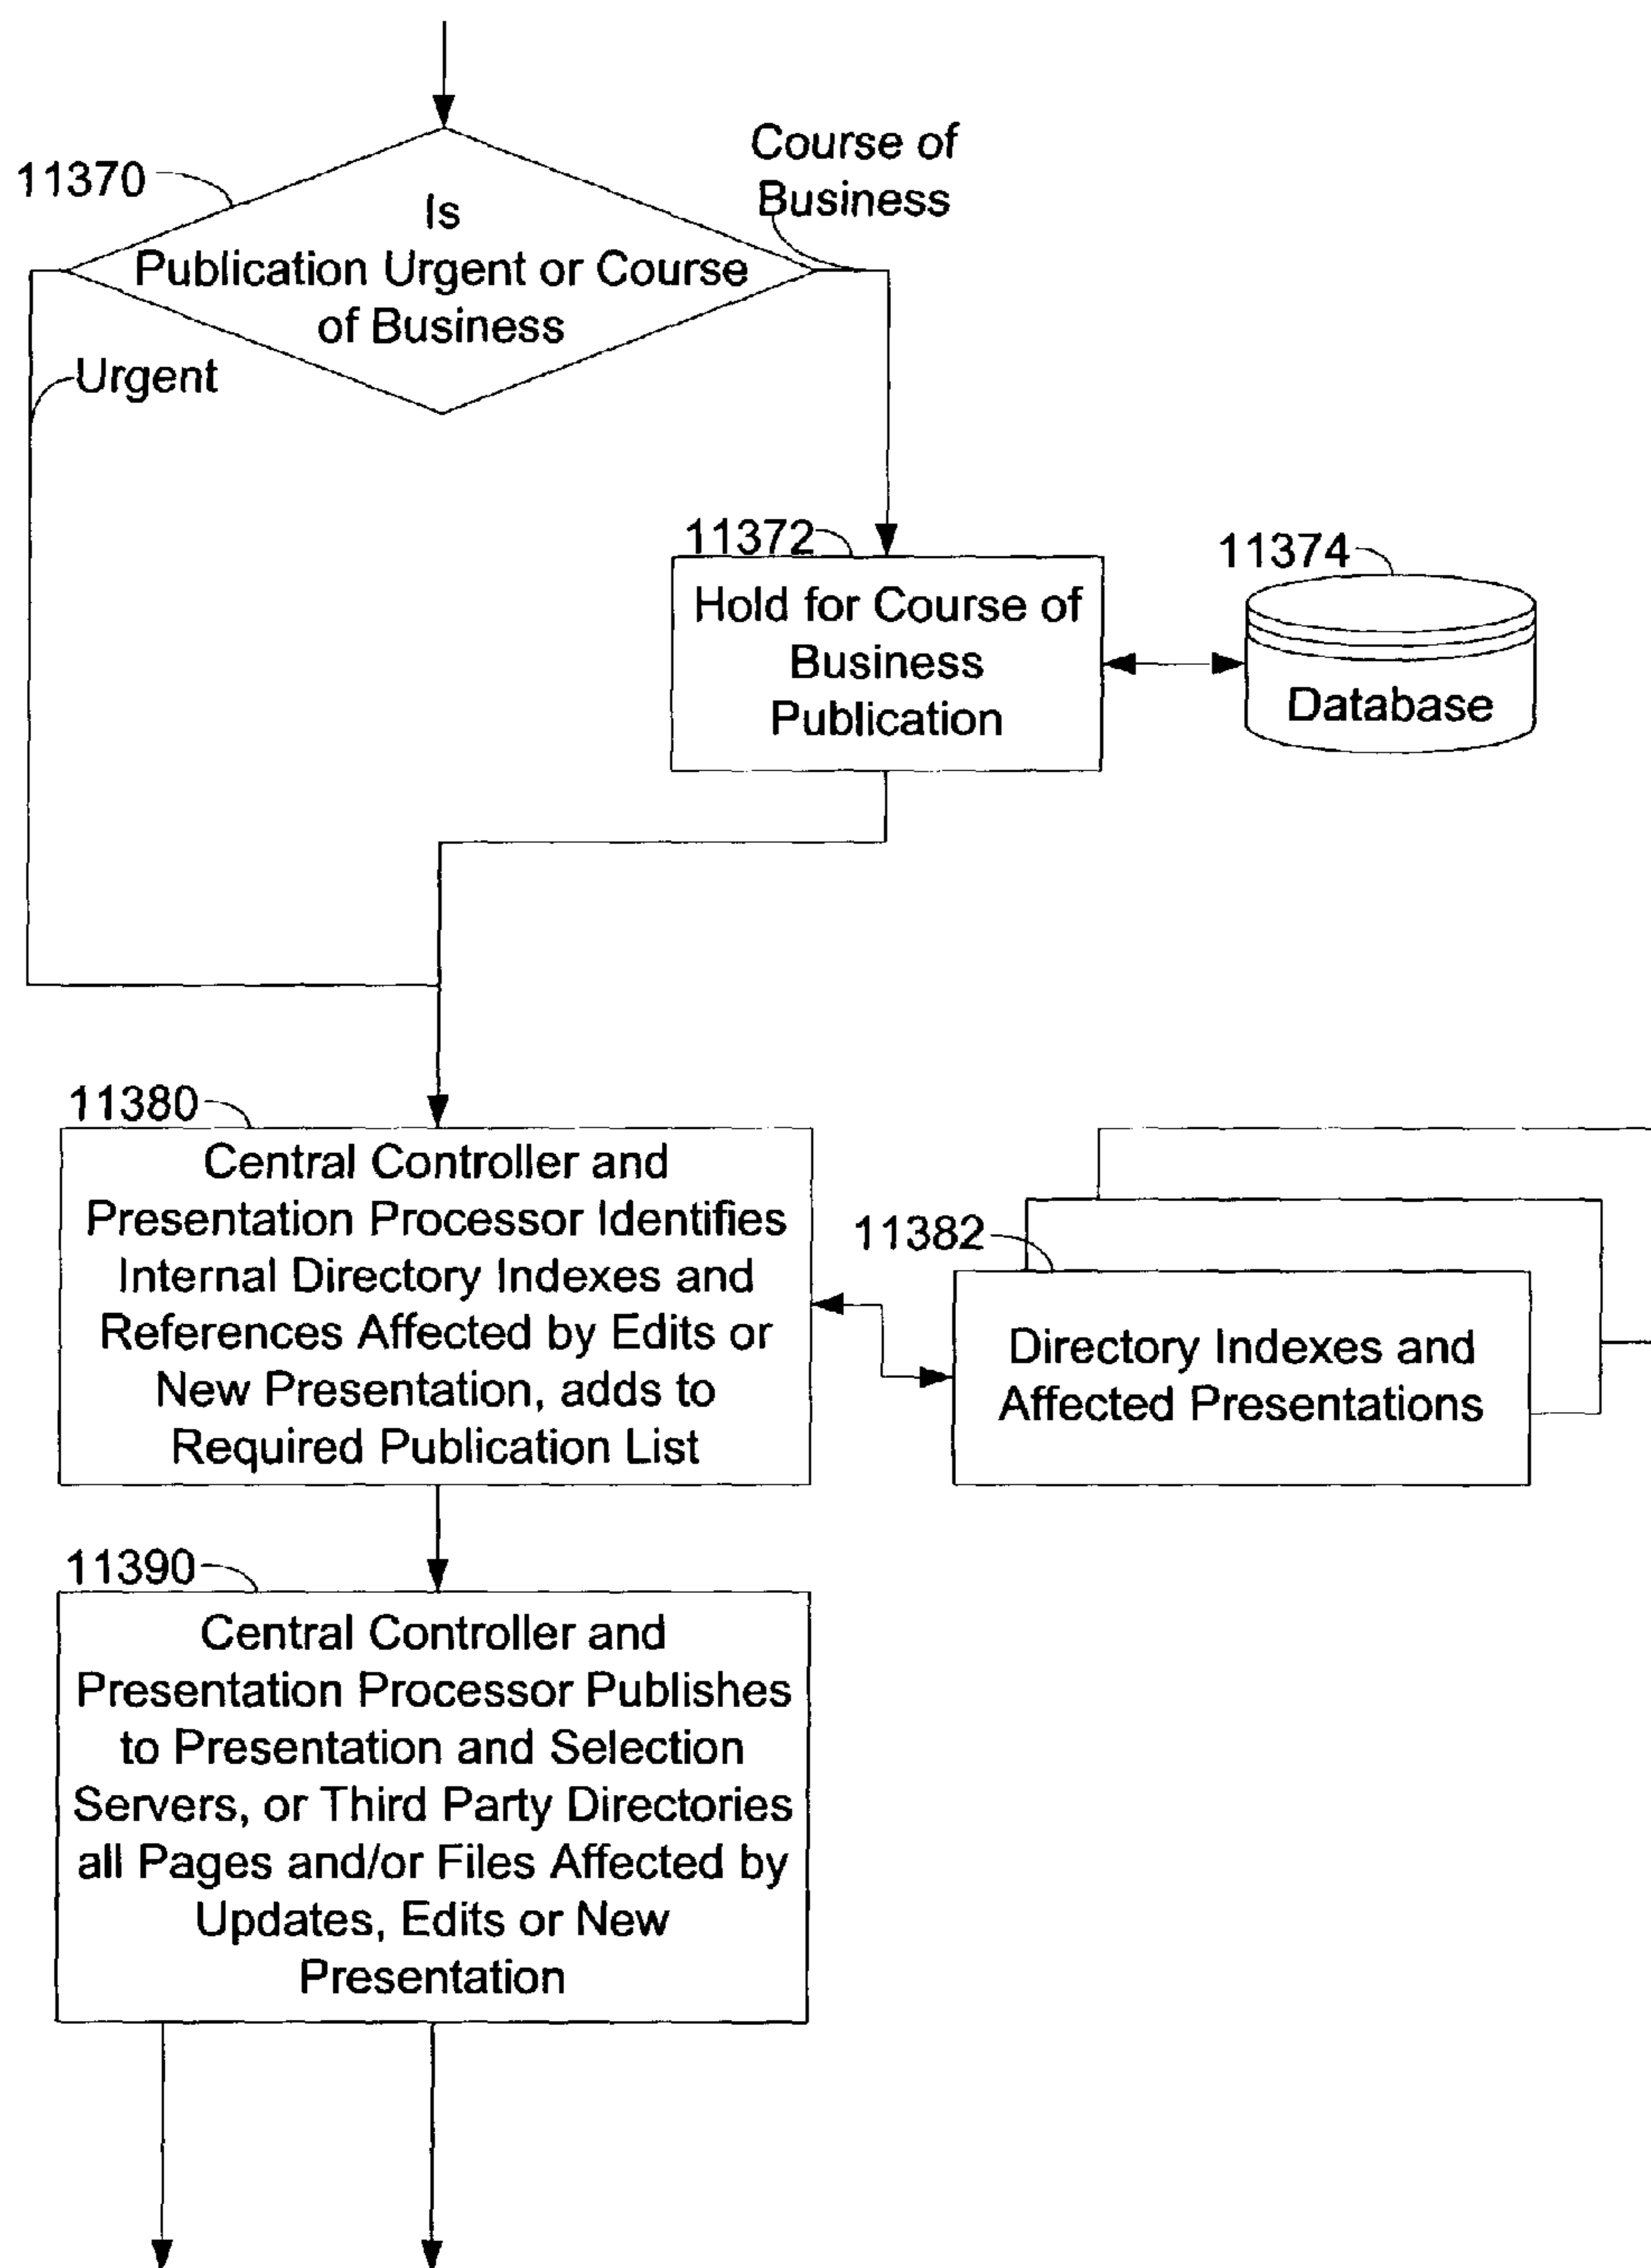 Course of
Business
11370
Is
Publication Urgent or Course
of Business
Urgent
11372
Hold for Course of
Business
Publication
11374
Database
11380
Central Controller and
Presentation Processor Identifies
Internal Directory Indexes and
References Affected by Edits or
New Presentation, adds to
Required Publication List
11382
Directory Indexes and
Affected Presentations
11390
Central Controller and
Presentation Processor Publishes
to Presentation and Selection
Servers, or Third Party Directories
all Pages and/or Files Affected by
Updates, Edits or New
Presentation